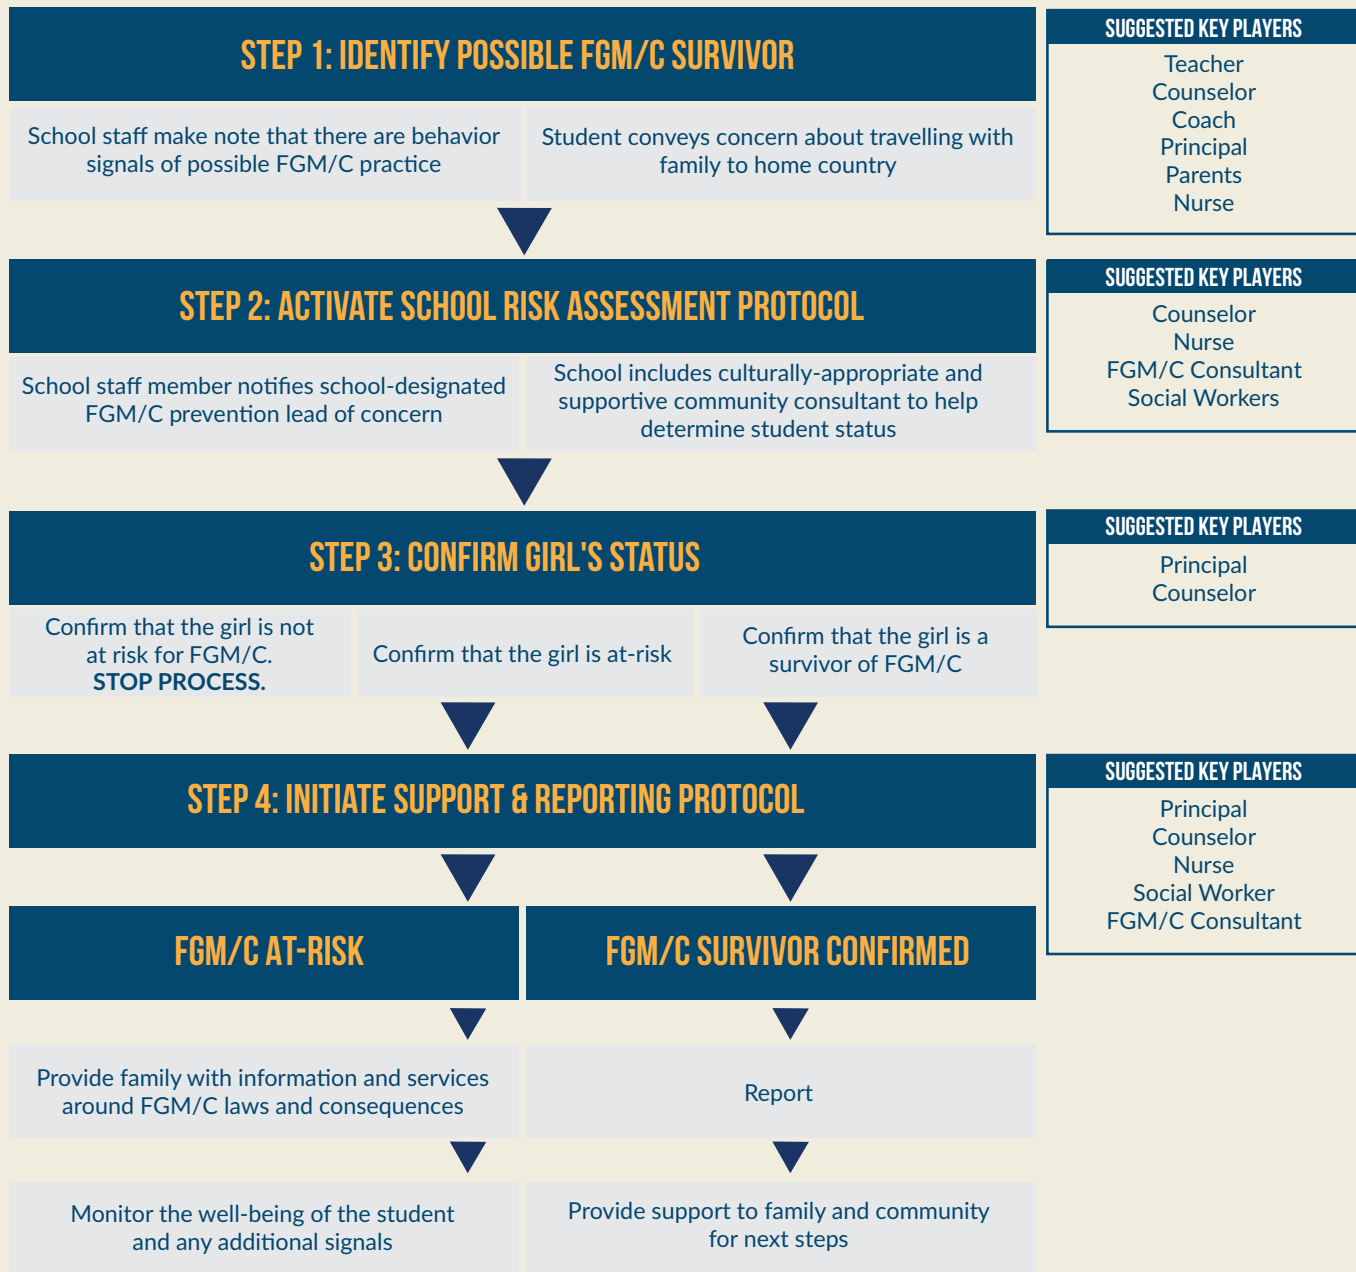 STEP 1: IDENTIFY POSSIBLE FGM/C SURVIVOR
School staff make note that there are behavior
signals of possible FGM/C practice
Student conveys concern about travelling with
family to home country
SUGGESTED KEY PLAYERS
Teacher
Counselor
Coach
Principal
Parents
Nurse
STEP 2: ACTIVATE SCHOOL RISK ASSESSMENT PROTOCOL
School staff member notifies school-designated
FGM/C prevention lead of concern
School includes culturally-appropriate and
supportive community consultant to help
determine student status
SUGGESTED KEY PLAYERS
Counselor
Nurse
FGM/C Consultant
Social Workers
STEP 3: CONFIRM GIRL'S STATUS
Confirm that the girl is not
at risk for FGM/C.
STOP PROCESS.
Confirm that the girl is at-risk
Confirm that the girl is a
survivor of FGM/C
SUGGESTED KEY PLAYERS
Principal
Counselor
STEP 4: INITIATE SUPPORT & REPORTING PROTOCOL
SUGGESTED KEY PLAYERS
Principal
Counselor
Nurse
Social Worker
FGM/C Consultant
FGM/C AT-RISK
FGM/C SURVIVOR CONFIRMED
Provide family with information and services
around FGM/C laws and consequences
Report
Monitor the well-being of the student
and any additional signals
Provide support to family and community
for next steps